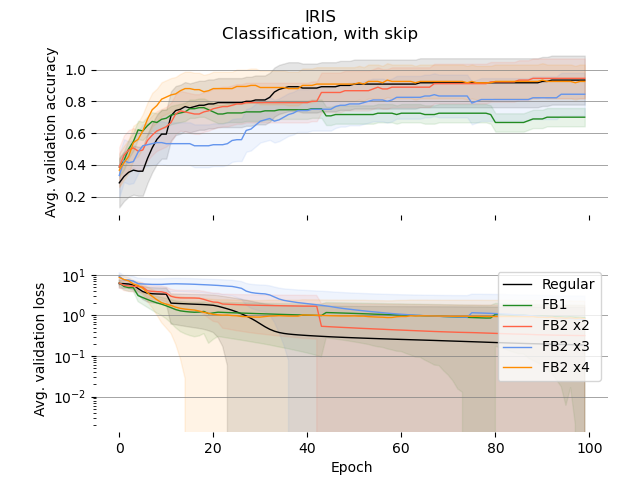 IRIS
Classification, with skip
Avg. validation accuracy
1.0
0.8
0.6
0.4
0.2
Avg. validation loss
10¹
10⁰
10⁻¹
10⁻²
Regular
FB1
FB2 x2
FB2 x3
FB2 x4
0 20 40 60 80 100
Epoch